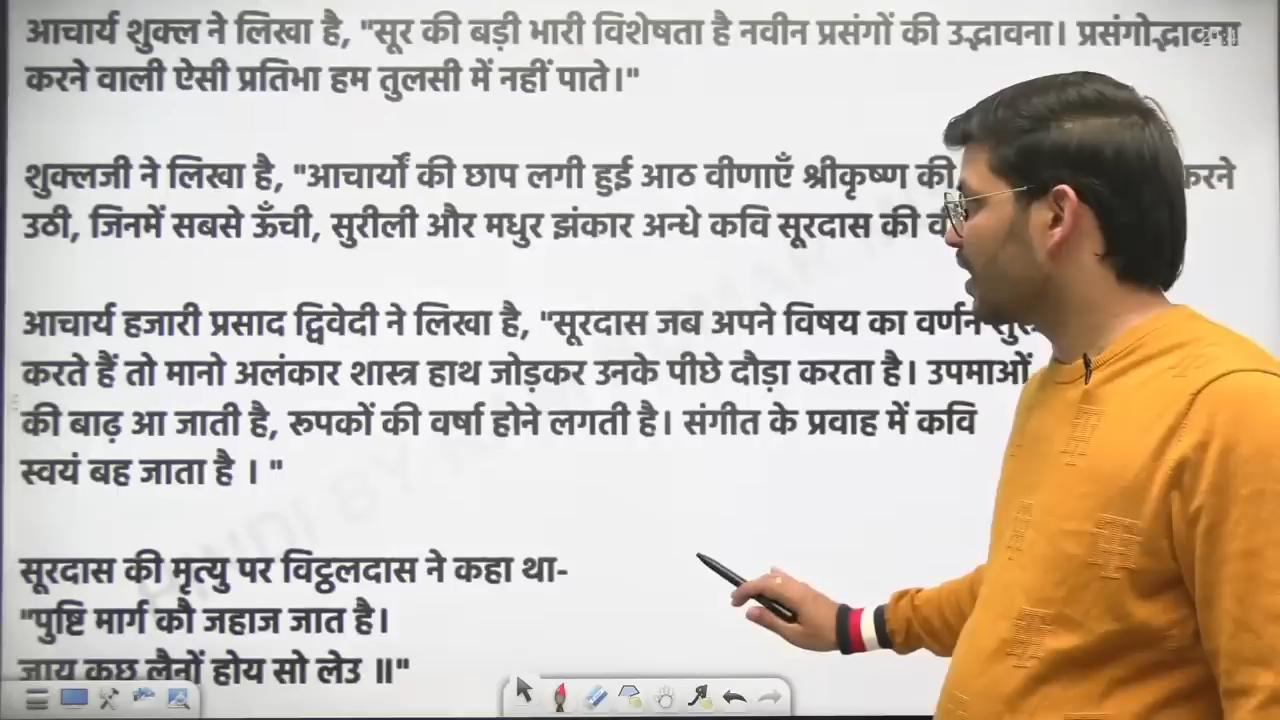 आचार्य शुक्ल ने लिखा है, "सूर की बड़ी भारी विशेषता है नवीन प्रसंगों की उद्भावना। प्रसंगोद्भावना
करने वाली ऐसी प्रतिभा हम तुलसी में नहीं पाते।"
शुक्लजी ने लिखा है, "आचार्यों की छाप लगी हुई आठ वीणाएँ श्रीकृष्ण की करने
उठी, जिनमें सबसे ऊँची, सुरीली और मधुर झंकार अन्धे कवि सूरदास की
आचार्य हजारी प्रसाद द्विवेदी ने लिखा है, "सूरदास जब अपने विषय का वर्णन
करते हैं तो मानो अलंकार शास्त्र हाथ जोड़कर उनके पीछे दौड़ा करता है। उपमाओं
की बाढ़ आ जाती है, रूपकों की वर्षा होने लगती है। संगीत के प्रवाह में कवि
स्वयं बह जाता है । "
सूरदास की मृत्यु पर विट्ठलदास ने कहा था-
"पुष्टि मार्ग कौ जहाज जात है।
जाय कछु लैनों होय सो लेउ ॥"